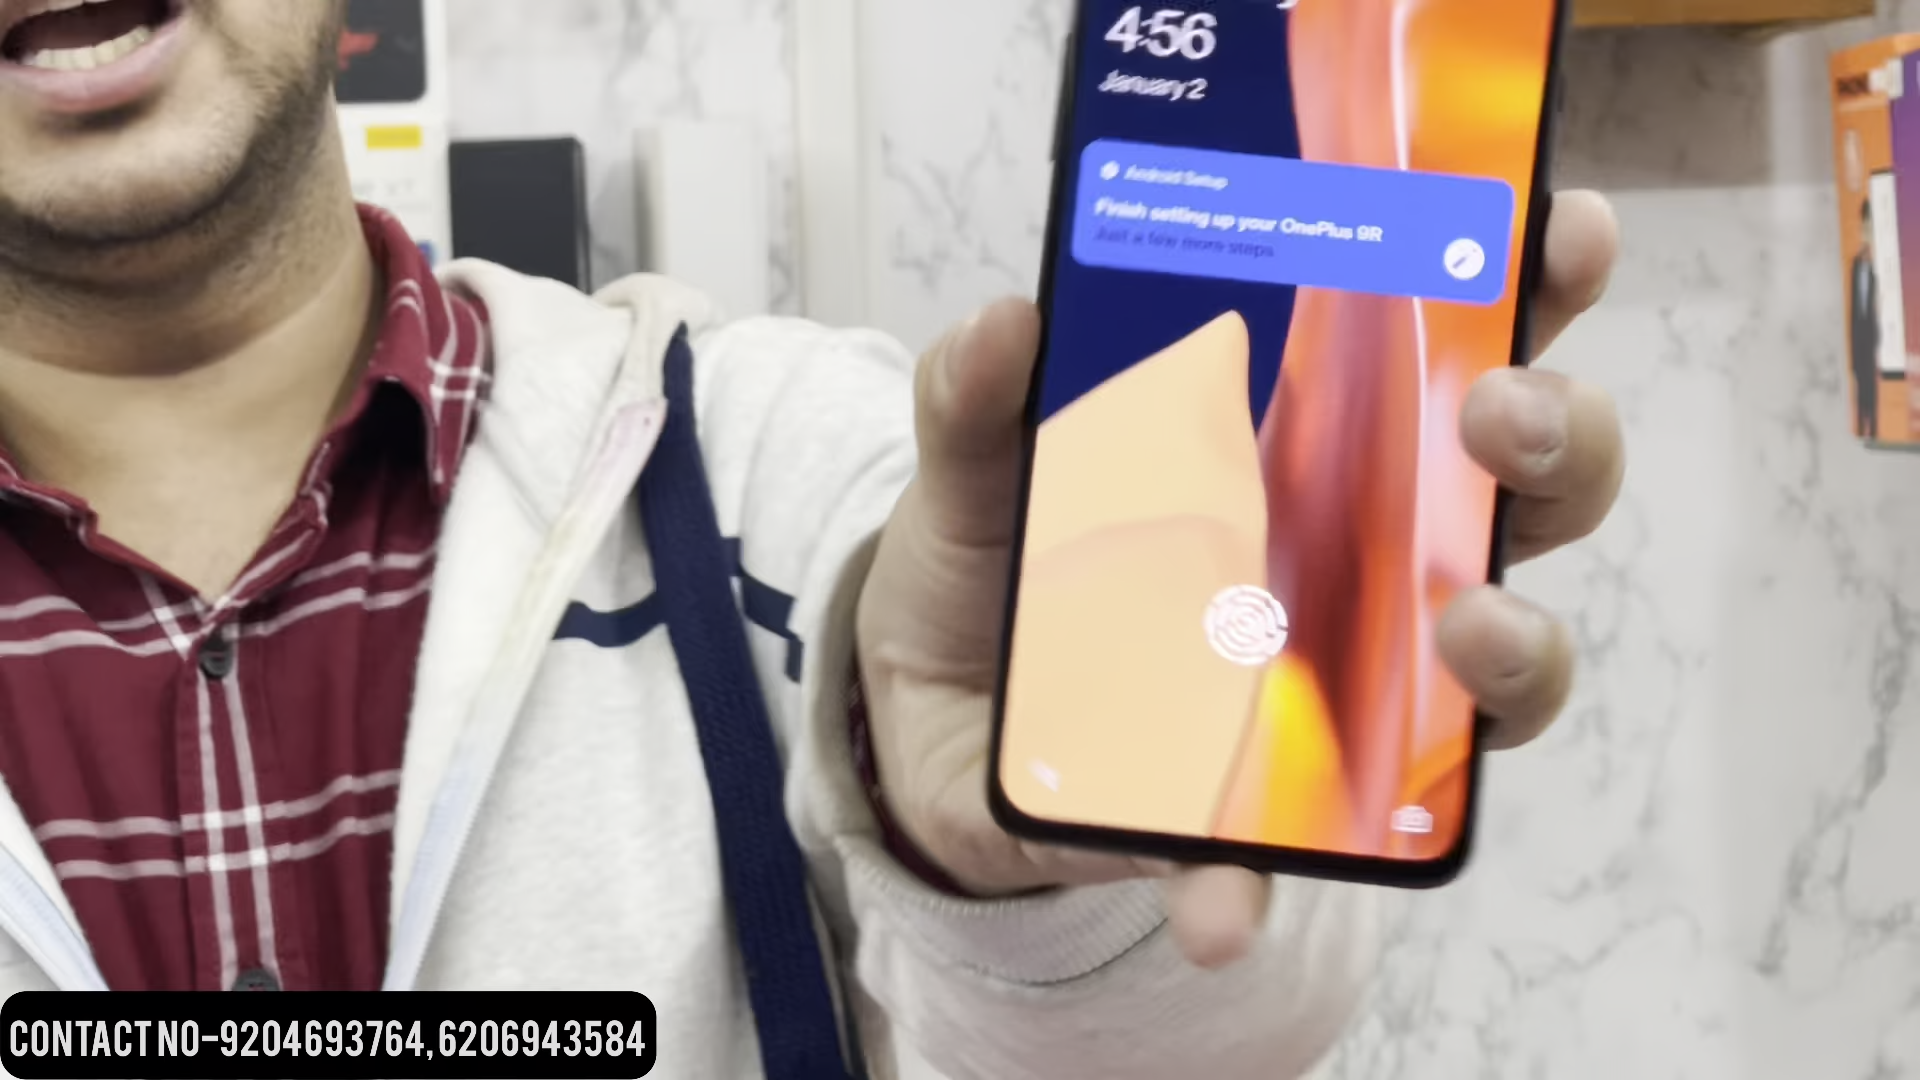 4:56
January 2
Android Setup
Finish setting up your OnePlus 9R
Just a few more steps
CONTACT NO-9204693764, 6206943584